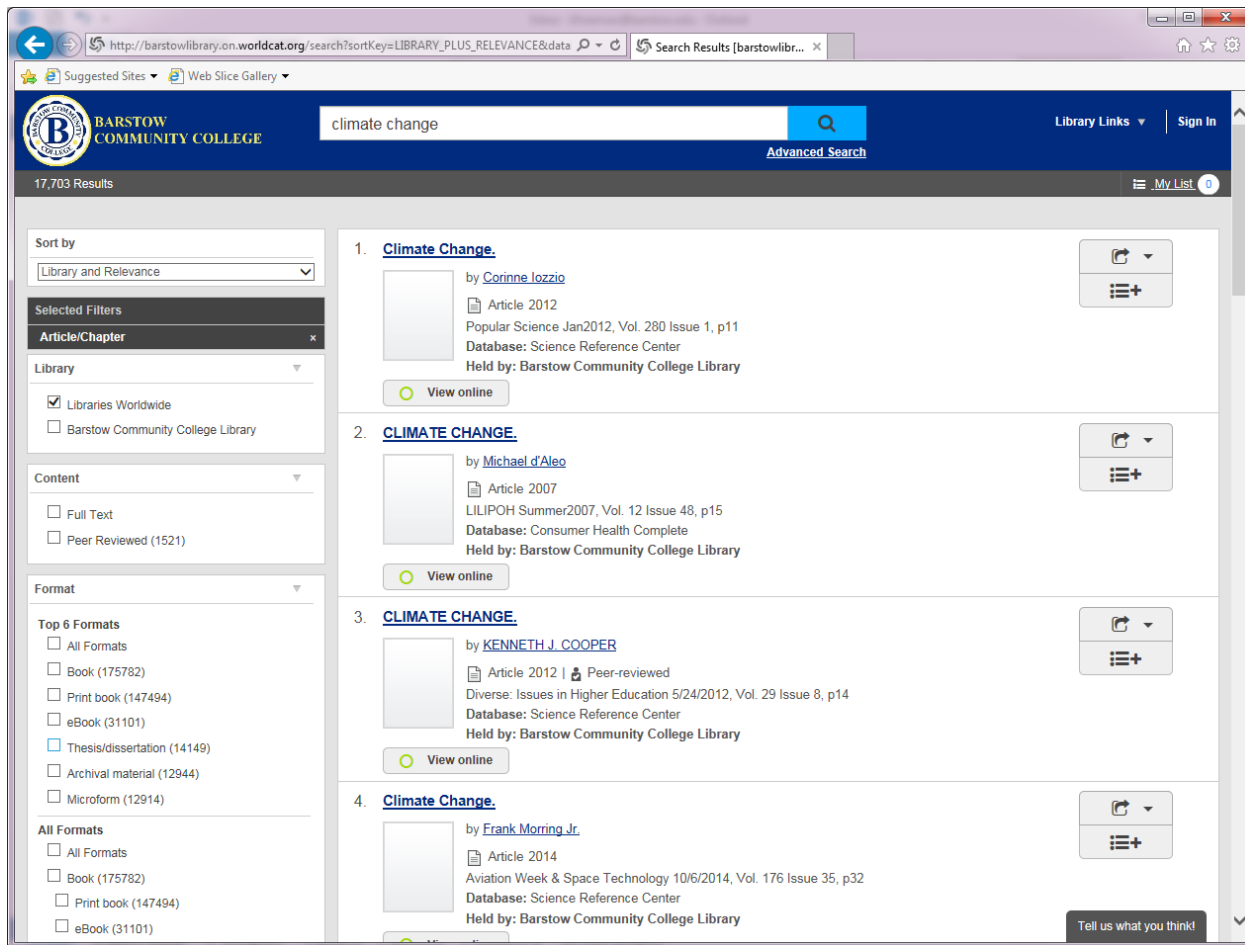 http://barstowlibrary.on.worldcat.org/search?sortKey=LIBRARY_PLUS_RELEVANCE&data
Search Results [barstowlibr...
Suggested Sites
Web Slice Gallery
BARSTOW
COMMUNITY COLLEGE
climate change
Advanced Search
Library Links
Sign In
17,703 Results
My List 0
Sort by
Library and Relevance
Selected Filters
Article/Chapter x
Library
Libraries Worldwide
Barstow Community College Library
Content
Full Text
Peer Reviewed (1521)
Format
Top 6 Formats
All Formats
Book (175782)
Print book (147494)
eBook (31101)
Thesis/dissertation (14149)
Archival material (12944)
Microform (12914)
All Formats
All Formats
Book (175782)
Print book (147494)
eBook (31101)
1. Climate Change.
by Corinne Iozzio
Article 2012
Popular Science Jan2012, Vol. 280 Issue 1, p11
Database: Science Reference Center
Held by: Barstow Community College Library
View online
2. CLIMATE CHANGE.
by Michael d'Aleo
Article 2007
LILIPOH Summer2007, Vol. 12 Issue 48, p15
Database: Consumer Health Complete
Held by: Barstow Community College Library
View online
3. CLIMATE CHANGE.
by KENNETH J. COOPER
Article 2012 | Peer-reviewed
Diverse: Issues in Higher Education 5/24/2012, Vol. 29 Issue 8, p14
Database: Science Reference Center
Held by: Barstow Community College Library
View online
4. Climate Change.
by Frank Morring Jr.
Article 2014
Aviation Week & Space Technology 10/6/2014, Vol. 176 Issue 35, p32
Database: Science Reference Center
Held by: Barstow Community College Library
Tell us what you think!